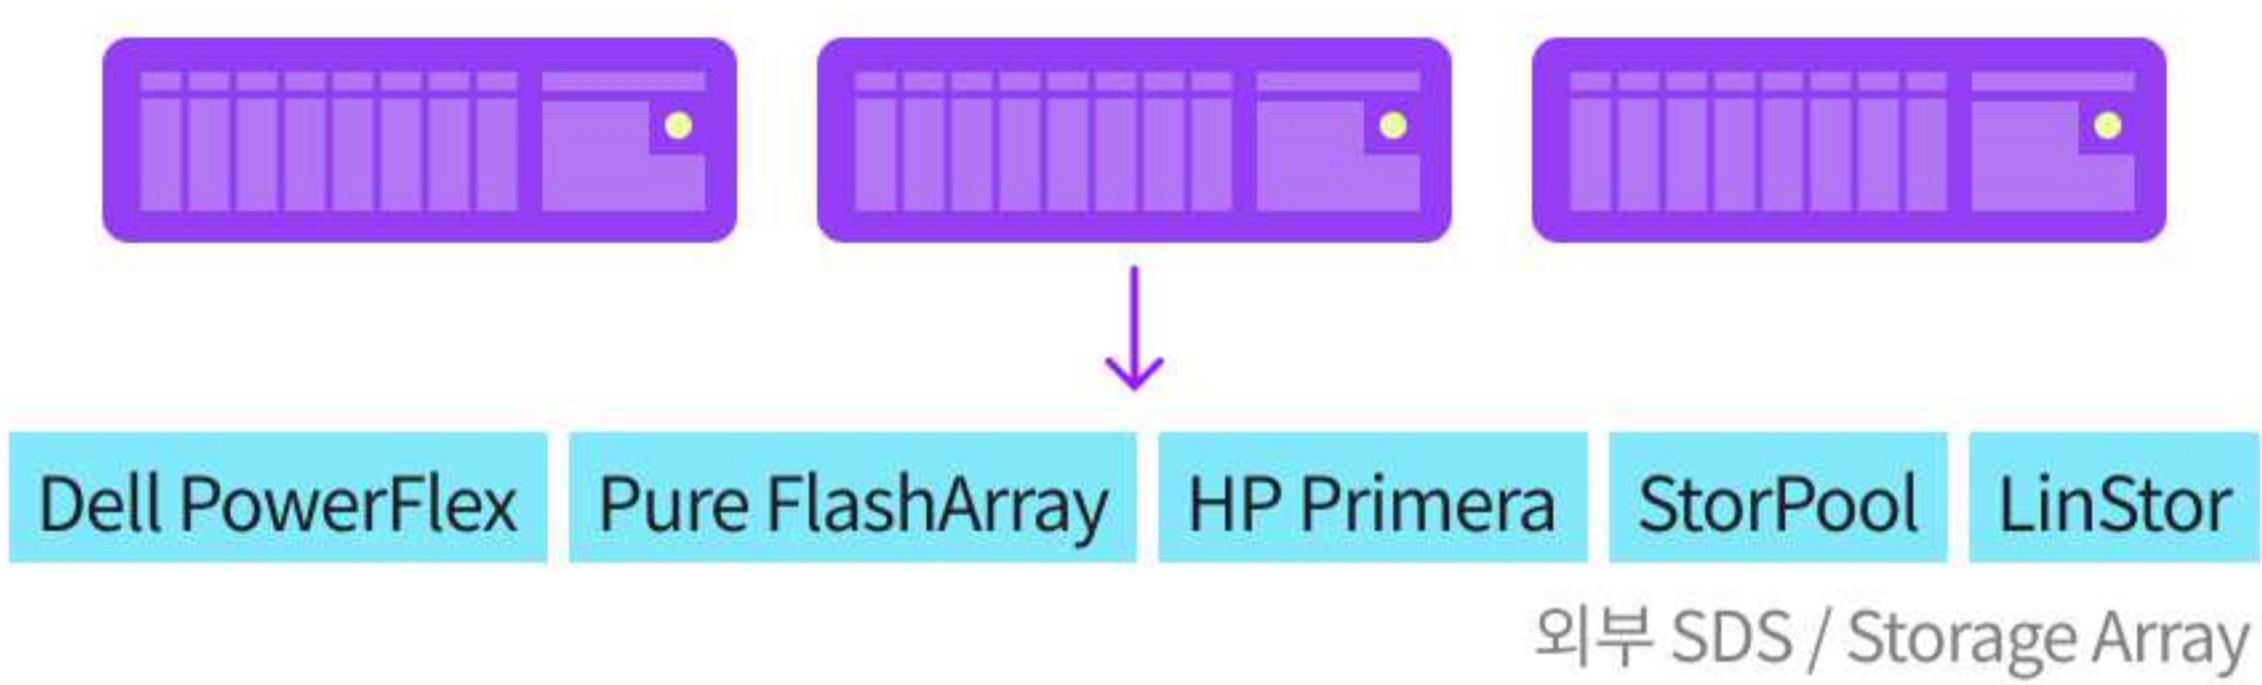 Dell PowerFlex Pure FlashArray HP Primera StorPool LinStor
외부 SDS / Storage Array